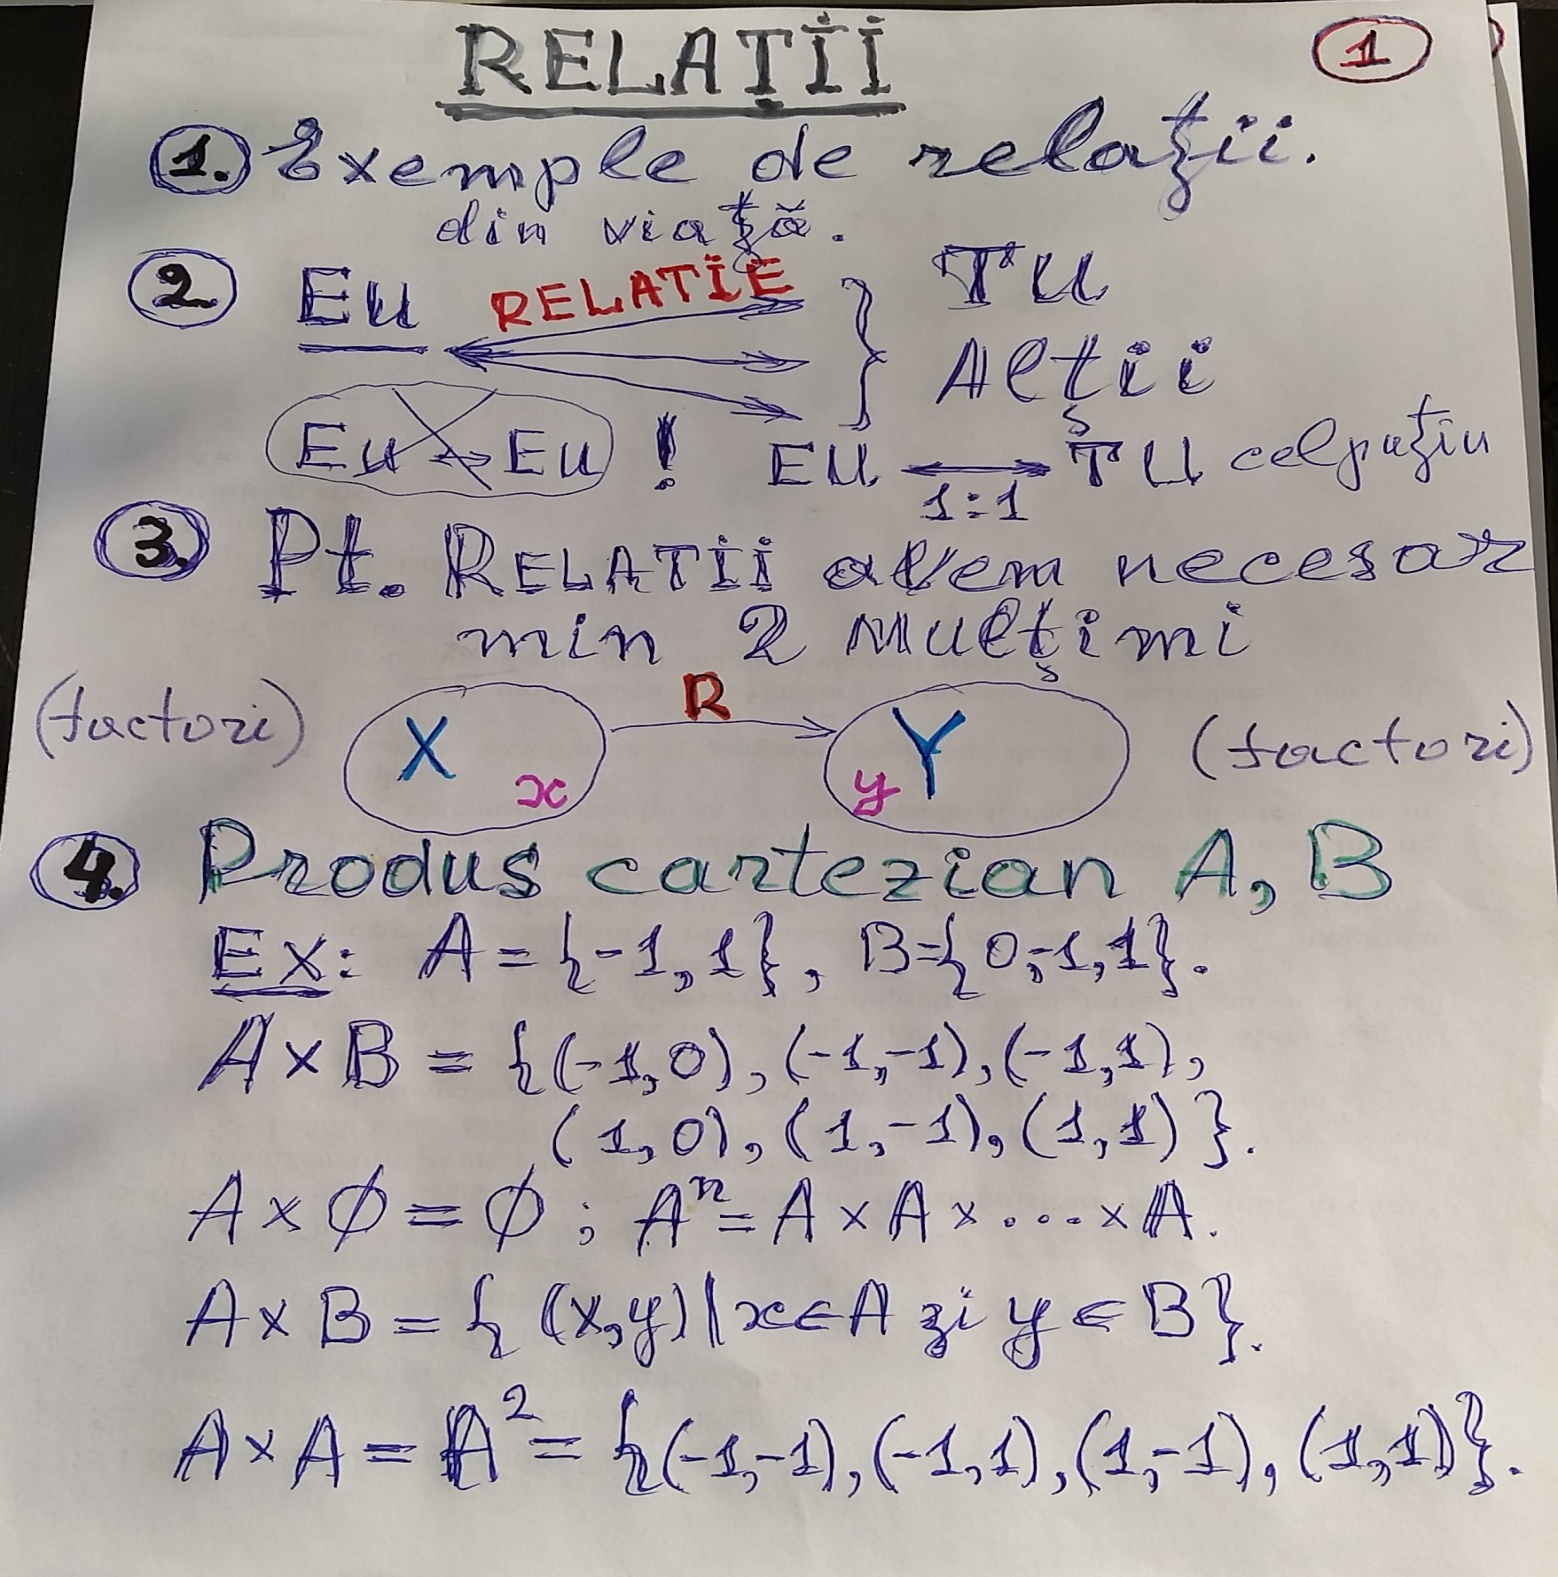 RELAȚİİ
1
1. Exemple de relații.
din viață.
2 Eu RELATİE } TU
Alții
Eu Eu ! EU TU cel puțin
1:1
3. Pt. RELATİİ avem necesar
min 2 Mulțimi
(factori) X x R y Y (factori)
4. Produs cartezian A, B
Ex: A = {-1, 1}, B={0,-1,1}.
A × B = {(-1,0), (-1,-1), (-1,1),
(1,0), (1,-1), (1,1)}.
A × Ø = Ø ; Aⁿ = A × A × .... × A.
A × B = { (x,y) | x ∈ A și y ∈ B}.
A × A = A² = {(-1,-1), (-1,1), (1,-1), (1,1)}.